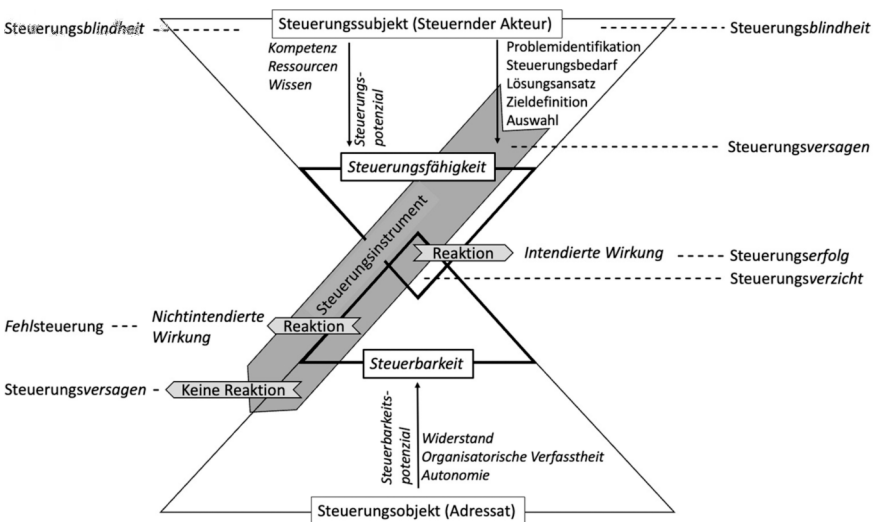 Steuerungssubjekt (Steuernder Akteur)
Steuerungsblindheit
Steuerungsblindheit
Kompetenz
Ressourcen
Wissen
Steuerungs-
potenzial
Problemidentifikation
Steuerungsbedarf
Lösungsansatz
Zieldefinition
Auswahl
Steuerungsversagen
Steuerungsfähigkeit
Steuerungsinstrument
Reaktion
Intendierte Wirkung
Steuerungserfolg
Steuerungsverzicht
Fehlsteuerung
Nichtintendierte
Wirkung
Reaktion
Steuerbarkeit
Steuerungsversagen
Keine Reaktion
Steuerbarkeits-
potenzial
Widerstand
Organisatorische Verfasstheit
Autonomie
Steuerungsobjekt (Adressat)